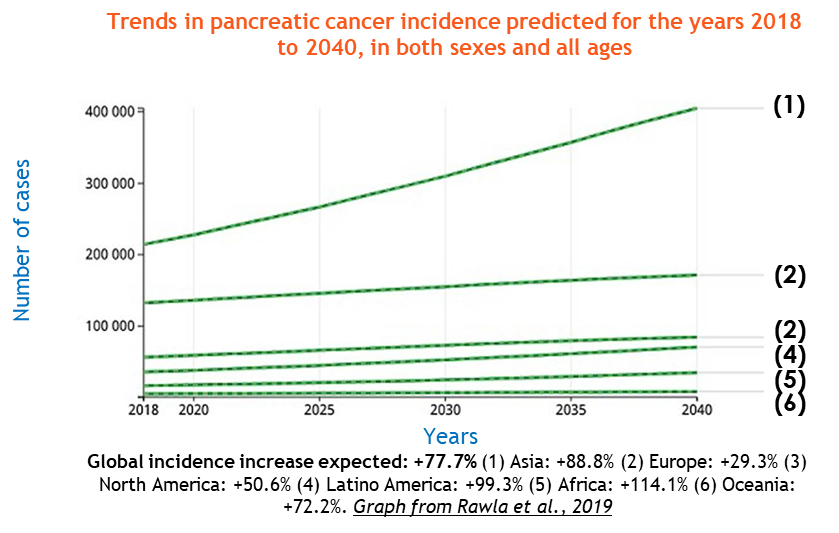 Trends in pancreatic cancer incidence predicted for the years 2018
to 2040, in both sexes and all ages
Number of cases
400 000
300 000
200 000
100 000
(1)
(2)
(2)
(4)
(5)
(6)
2018 2020 2025 2030 2035 2040
Years
Global incidence increase expected: +77.7% (1) Asia: +88.8% (2) Europe: +29.3% (3)
North America: +50.6% (4) Latino America: +99.3% (5) Africa: +114.1% (6) Oceania:
+72.2%. Graph from Rawla et al., 2019